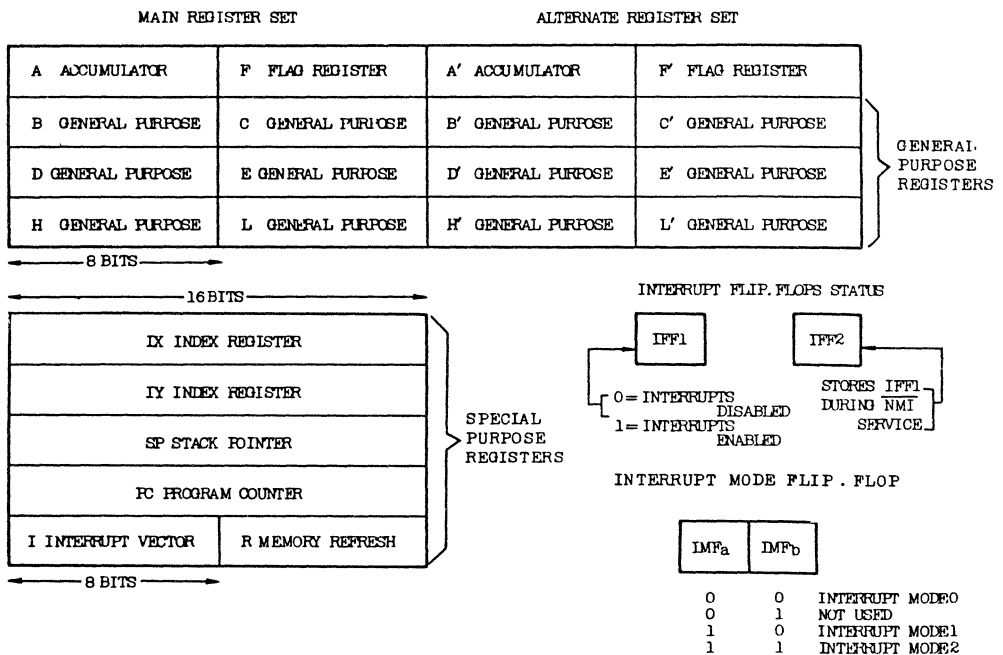 MAIN REGISTER SET
ALTERNATE REGISTER SET
A ACCUMULATOR
F FLAG REGISTER
A' ACCUMULATOR
F' FLAG REGISTER
B GENERAL PURPOSE
C GENERAL PURPOSE
B' GENERAL PURPOSE
C' GENERAL PURPOSE
D GENERAL PURPOSE
E GENERAL PURPOSE
D' GENERAL PURPOSE
E' GENERAL PURPOSE
H GENERAL PURPOSE
L GENERAL PURPOSE
H' GENERAL PURPOSE
L' GENERAL PURPOSE
GENERAL
PURPOSE
REGISTERS
8 BITS
16 BITS
IX INDEX REGISTER
IY INDEX REGISTER
SP STACK POINTER
PC PROGRAM COUNTER
I INTERRUPT VECTOR
R MEMORY REFRESH
8 BITS
SPECIAL
PURPOSE
REGISTERS
INTERRUPT FLIP.FLOPS STATUS
IFF1
IFF2
0= INTERRUPTS
DISABLED
1= INTERRUPTS
ENABLED
STORES IFF1
DURING NMI
SERVICE
INTERRUPT MODE FLIP.FLOP
IMFa
IMFb
0 0 INTERRUPT MODE0
0 1 NOT USED
1 0 INTERRUPT MODE1
1 1 INTERRUPT MODE2